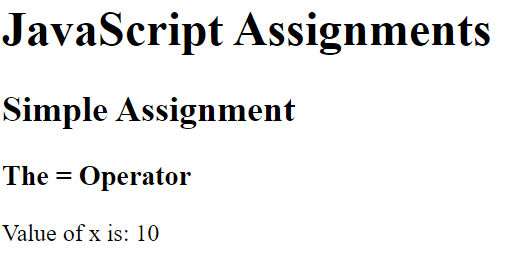 JavaScript Assignments
Simple Assignment
The = Operator
Value of x is: 10